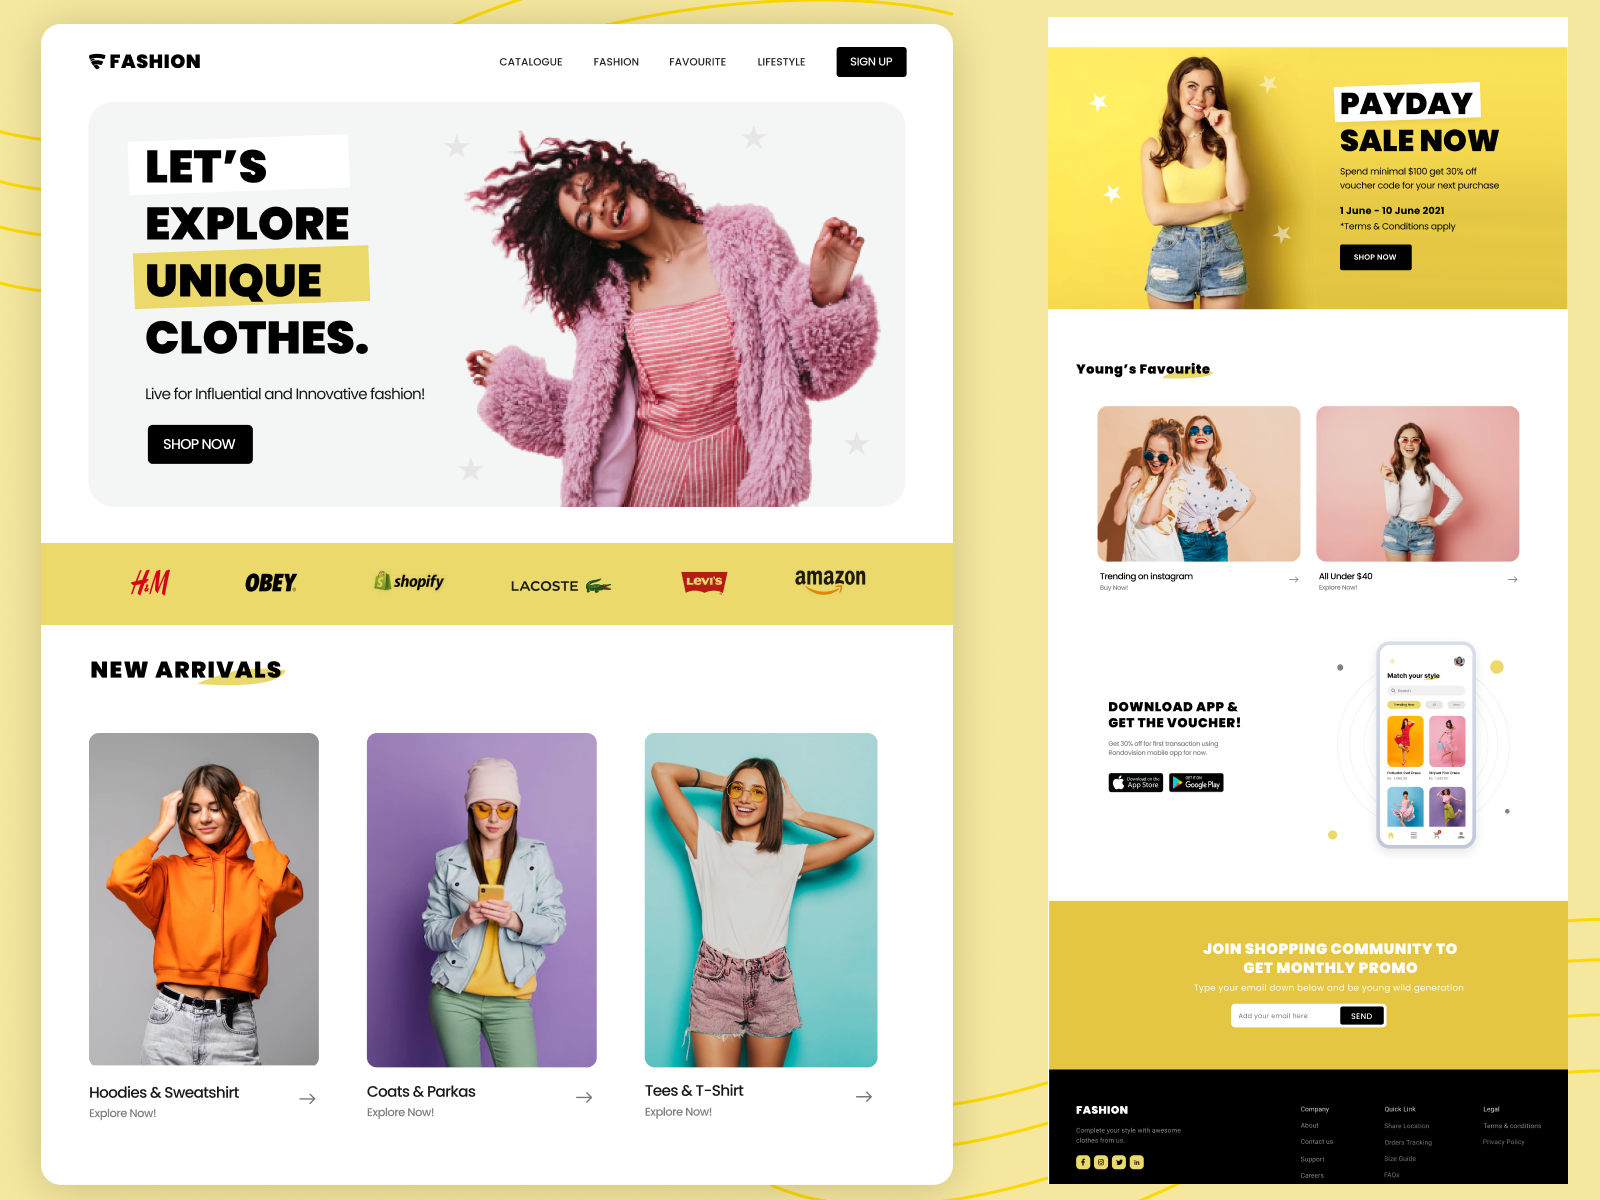 FASHION
CATALOGUE
FASHION
FAVOURITE
LIFESTYLE
SIGN UP
LET'S
EXPLORE
UNIQUE
CLOTHES.
Live for Influential and Innovative fashion!
SHOP NOW
H&M
OBEY
shopify
LACOSTE
Levi's
amazon
NEW ARRIVALS
Hoodies & Sweatshirt
Explore Now!
Coats & Parkas
Explore Now!
Tees & T-Shirt
Explore Now!
PAYDAY
SALE NOW
Spend minimal $100 get 30% off
voucher code for your next purchase
1 June - 10 June 2021
*Terms & Conditions apply
SHOP NOW
Young's Favourite
Trending on instagram
Buy Now!
All Under $40
Explore Now!
DOWNLOAD APP &
GET THE VOUCHER!
Get 30% off for first transaction using
Rondovision mobile app for now.
Download on the
App Store
GET IT ON
Google Play
Match your style
Search
Trending Now
All
JOIN SHOPPING COMMUNITY TO
GET MONTHLY PROMO
Type your email down below and be young wild generation
Add your email here
SEND
FASHION
Complete your style with awesome
clothes from us.
Company
About
Contact us
Support
Careers
Quick Link
Share Location
Orders Tracking
Size Guide
FAQs
Legal
Terms & conditions
Privacy Policy